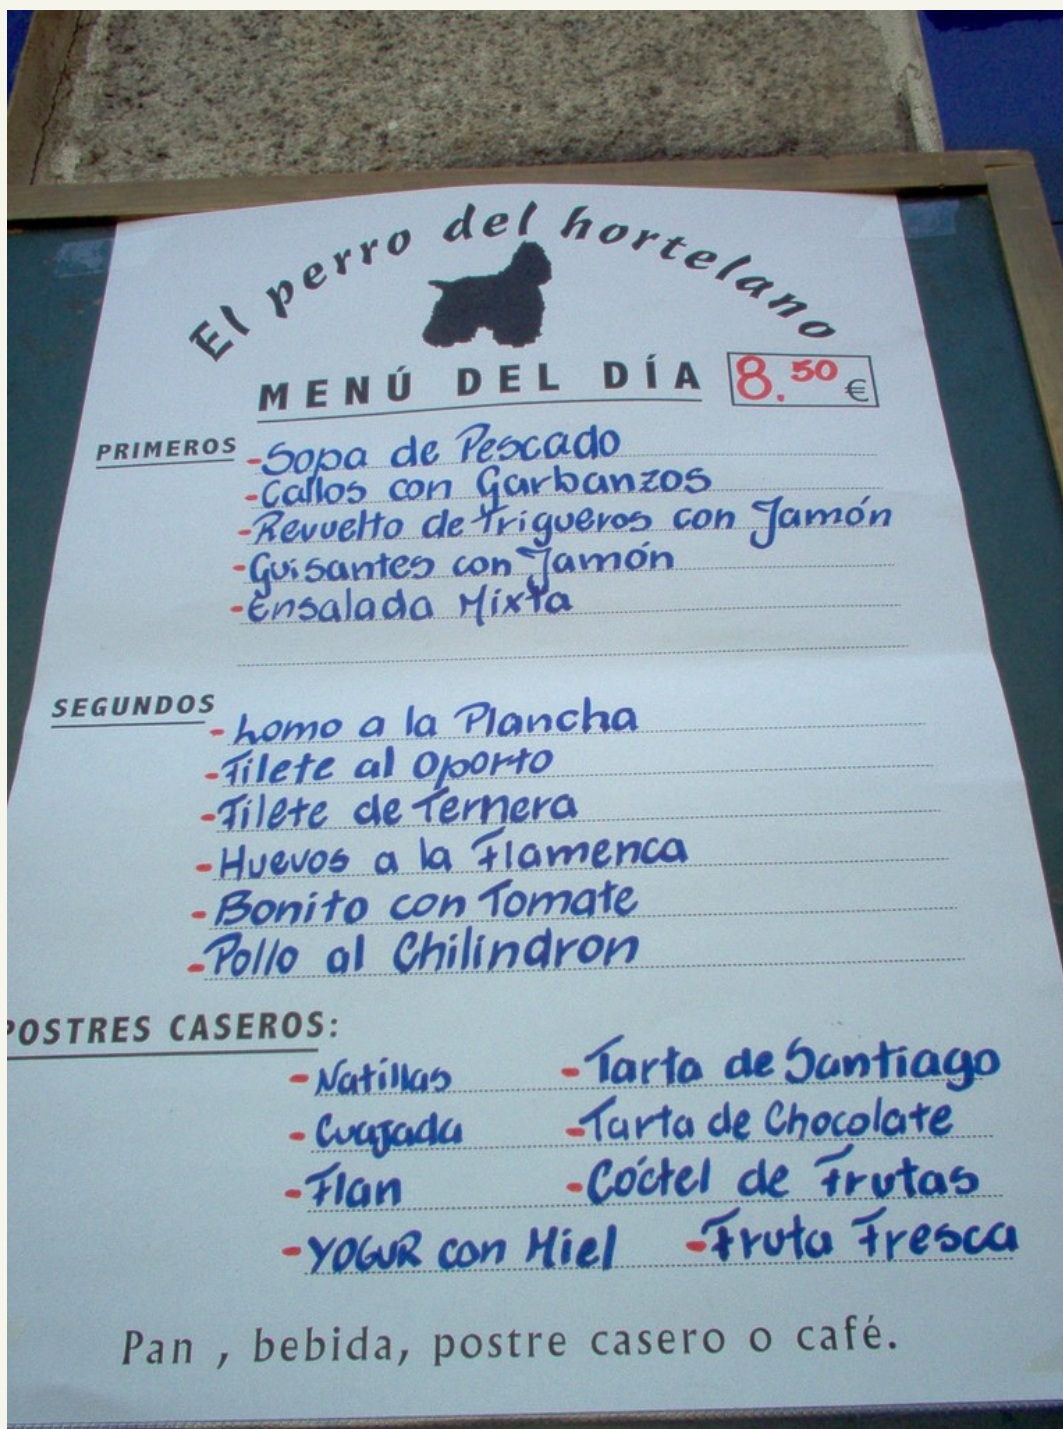 El perro del hortelano
MENÚ DEL DÍA 8.50 €
PRIMEROS -Sopa de Pescado
-Callos con Garbanzos
-Revuelto de Trigueros con Jamón
-Guisantes con Jamón
-Ensalada Mixta
SEGUNDOS -Lomo a la Plancha
-Filete al Oporto
-Filete de Ternera
-Huevos a la Flamenca
-Bonito con Tomate
-Pollo al Chilindron
POSTRES CASEROS:
-Natillas -Tarta de Santiago
-Cuajada -Tarta de Chocolate
-Flan -Cóctel de Frutas
-YOGUR con Miel -Fruta Fresca
Pan , bebida, postre casero o café.